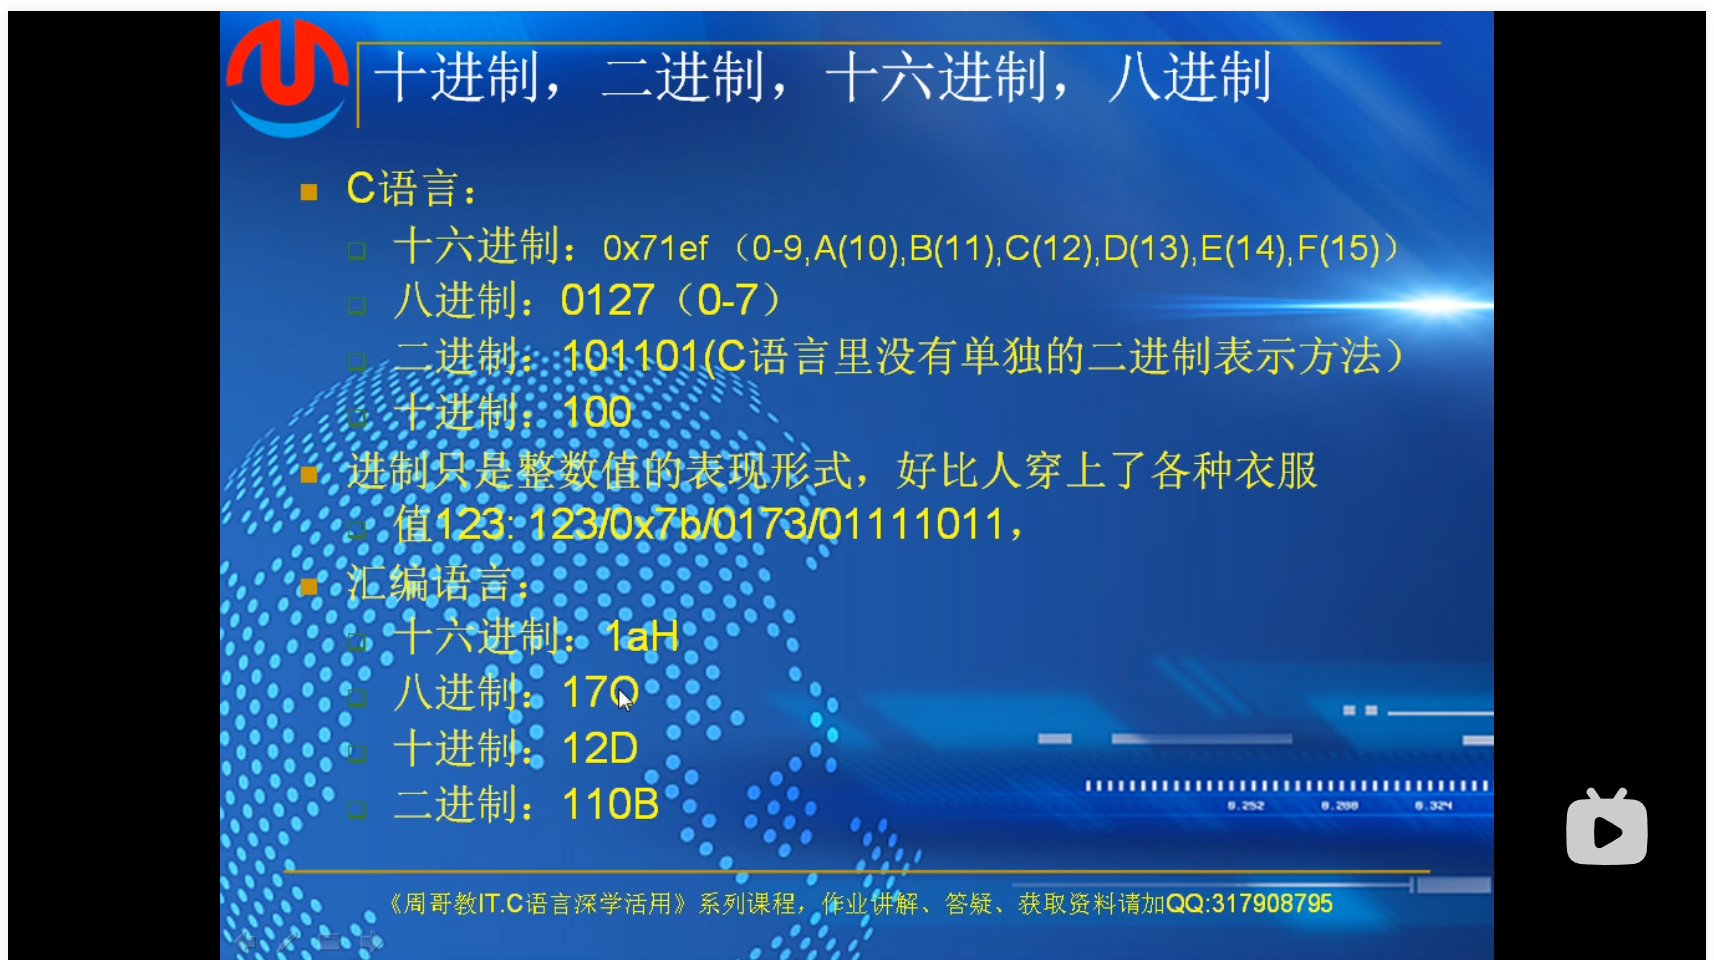 十进制，二进制，十六进制，八进制
C语言：
十六进制：0x71ef（0-9,A(10),B(11),C(12),D(13),E(14),F(15)）
八进制：0127（0-7）
二进制：101101(C语言里没有单独的二进制表示方法）
十进制：100
进制只是整数值的表现形式，好比人穿上了各种衣服
值123: 123/0x7b/0173/01111011，
汇编语言：
十六进制：1aH
八进制：17O
十进制：12D
二进制：110B
0.252 0.288 0.324
《周哥教IT.C语言深学活用》系列课程，作业讲解、答疑、获取资料请加QQ:317908795